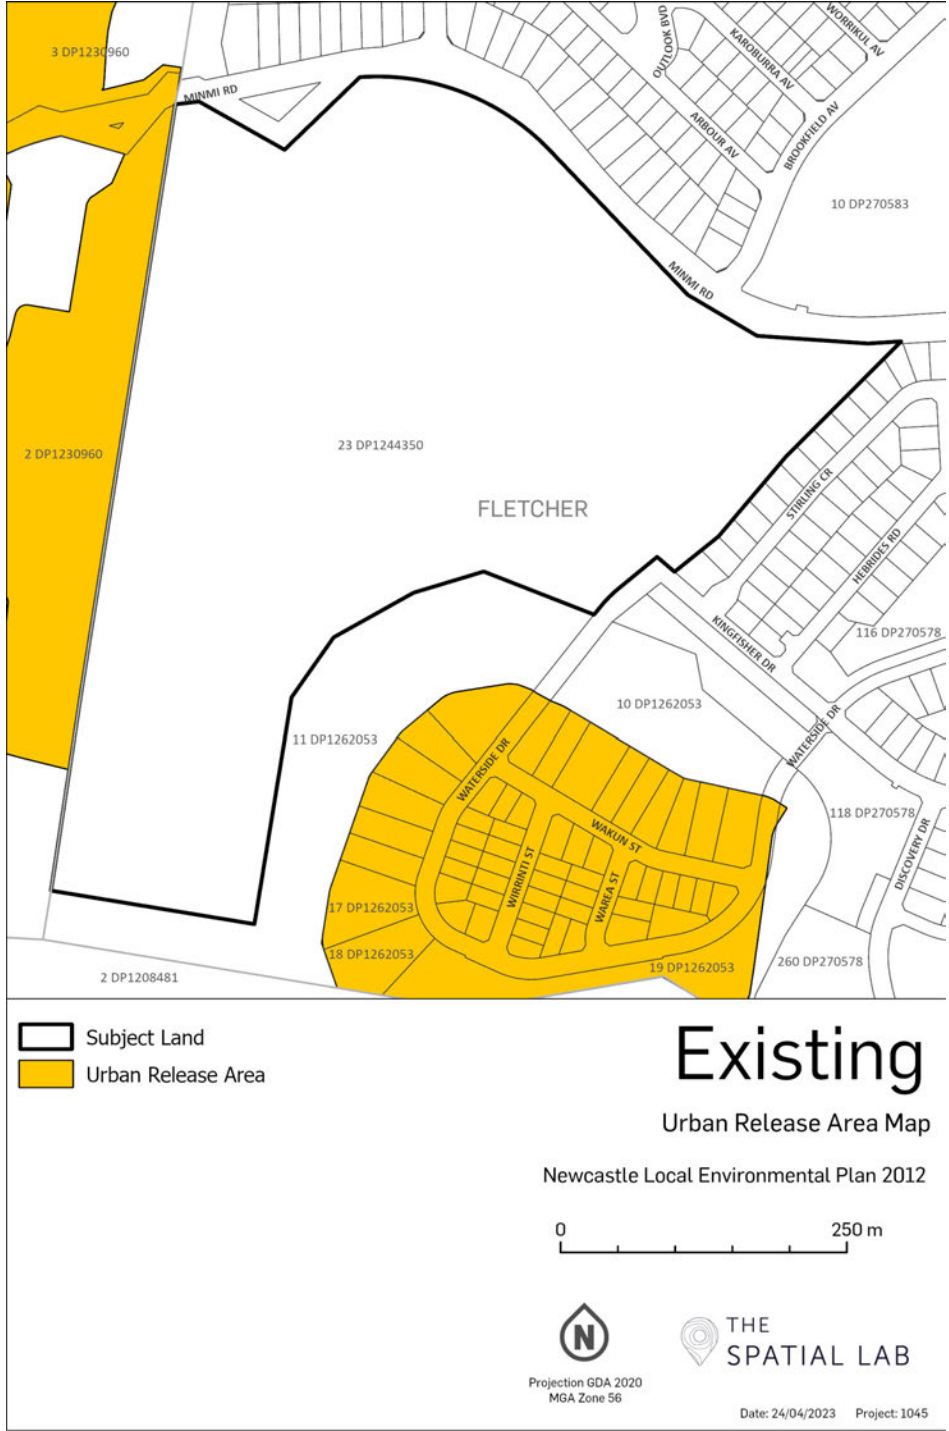 WORRIKUL AV
OUTLOOK BVD
KAROBURRA AV
3 DP1230960
MINMI RD
ARBOUR AV
BROOKFIELD AV
10 DP270583
MINMI RD
23 DP1244350
2 DP1230960
FLETCHER
STIRLING CR
HEBRIDES RD
KINGFISHER DR
116 DP270578
10 DP1262053
WATERSIDE DR
11 DP1262053
WATERSIDE DR
118 DP270578
WAKUN ST
DISCOVERY DR
WIRRINTI ST
WAREA ST
17 DP1262053
18 DP1262053
19 DP1262053
260 DP270578
2 DP1208481
Subject Land
Urban Release Area
Existing
Urban Release Area Map
Newcastle Local Environmental Plan 2012
0 250 m
N
Projection GDA 2020
MGA Zone 56
THE
SPATIAL LAB
Date: 24/04/2023 Project: 1045